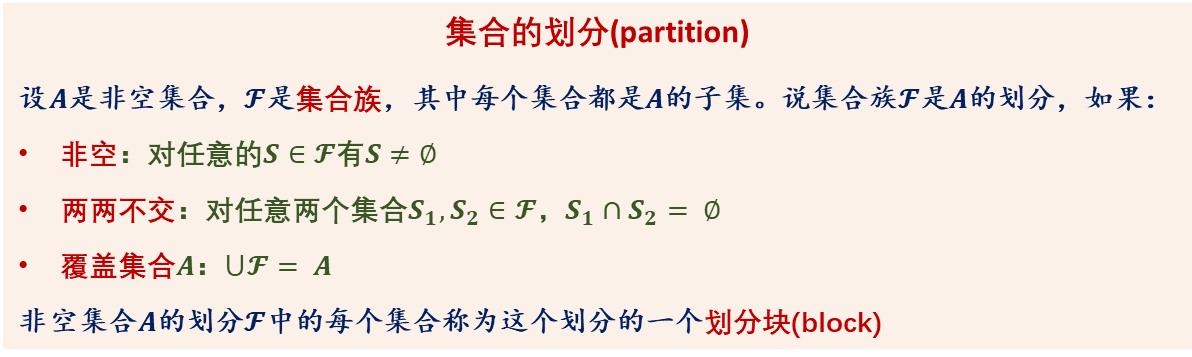 集合的划分(partition)
设A是非空集合，ℱ是集合族，其中每个集合都是A的子集。说集合族ℱ是A的划分，如果：
• 非空：对任意的S ∈ ℱ有S ≠ ∅
• 两两不交：对任意两个集合S₁, S₂ ∈ ℱ，S₁ ∩ S₂ = ∅
• 覆盖集合A：⋃ℱ = A
非空集合A的划分ℱ中的每个集合称为这个划分的一个划分块(block)